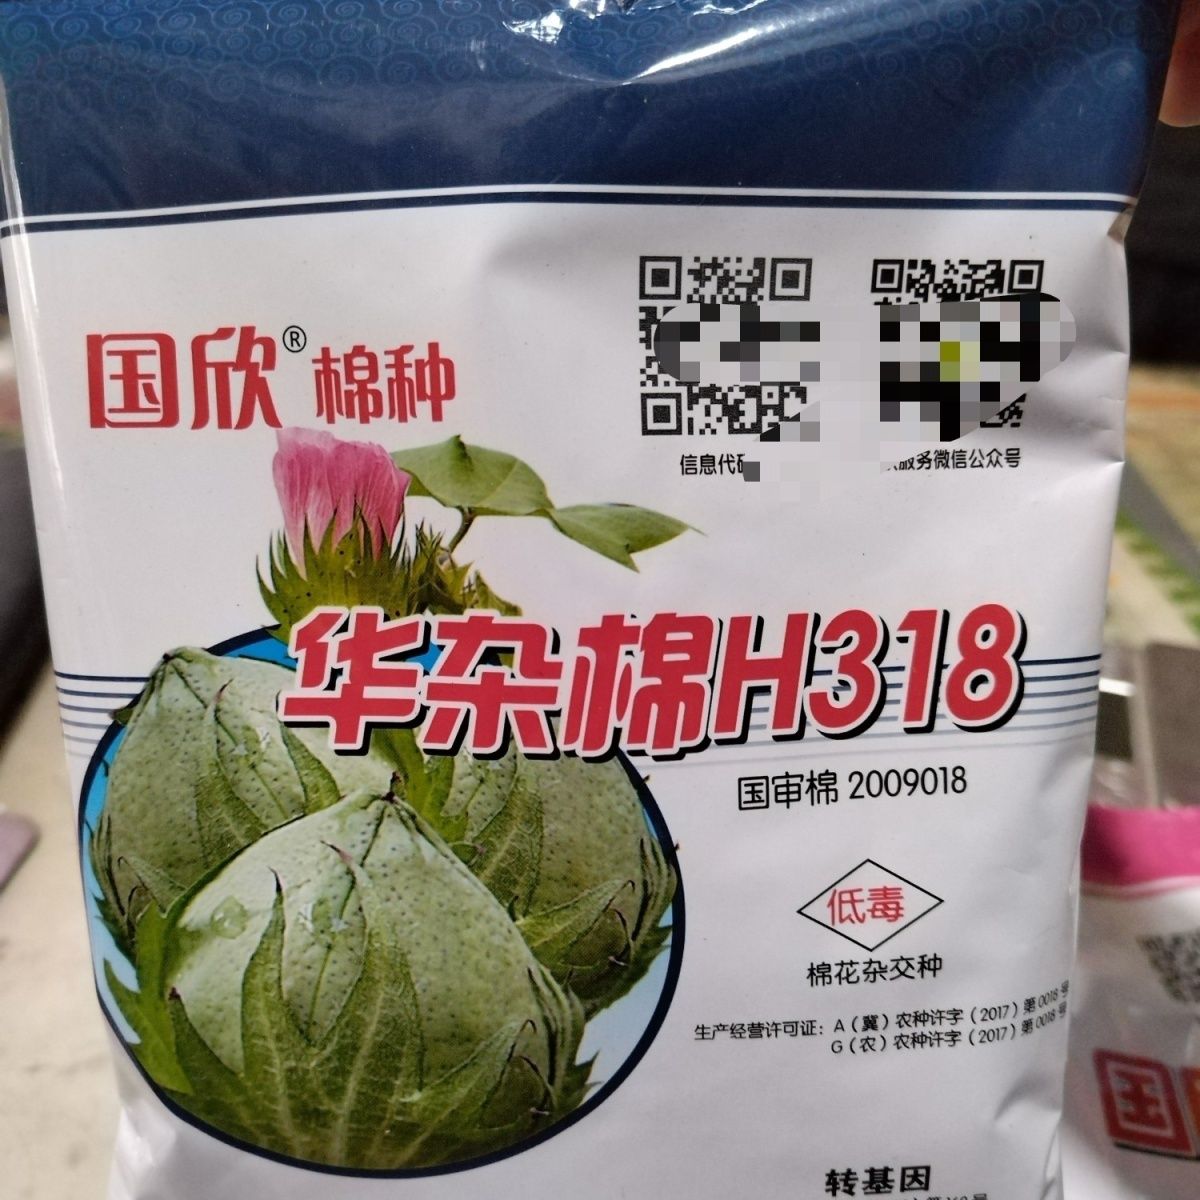 国欣® 棉种
信息代
服务微信公众号
华杂棉H318
国审棉 2009018
低毒
棉花杂交种
生产经营许可证: A（冀）农种许字（2017）第0018号
G（农）农种许字（2017）第0018号
转基因
国